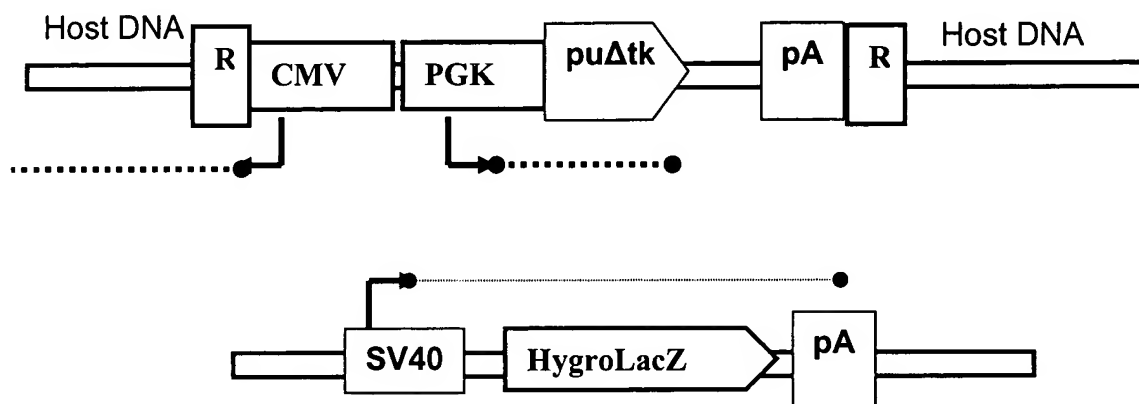 Host DNA
R
CMV
PGK
puΔtk
pA
R
Host DNA
SV40
HygroLacZ
pA